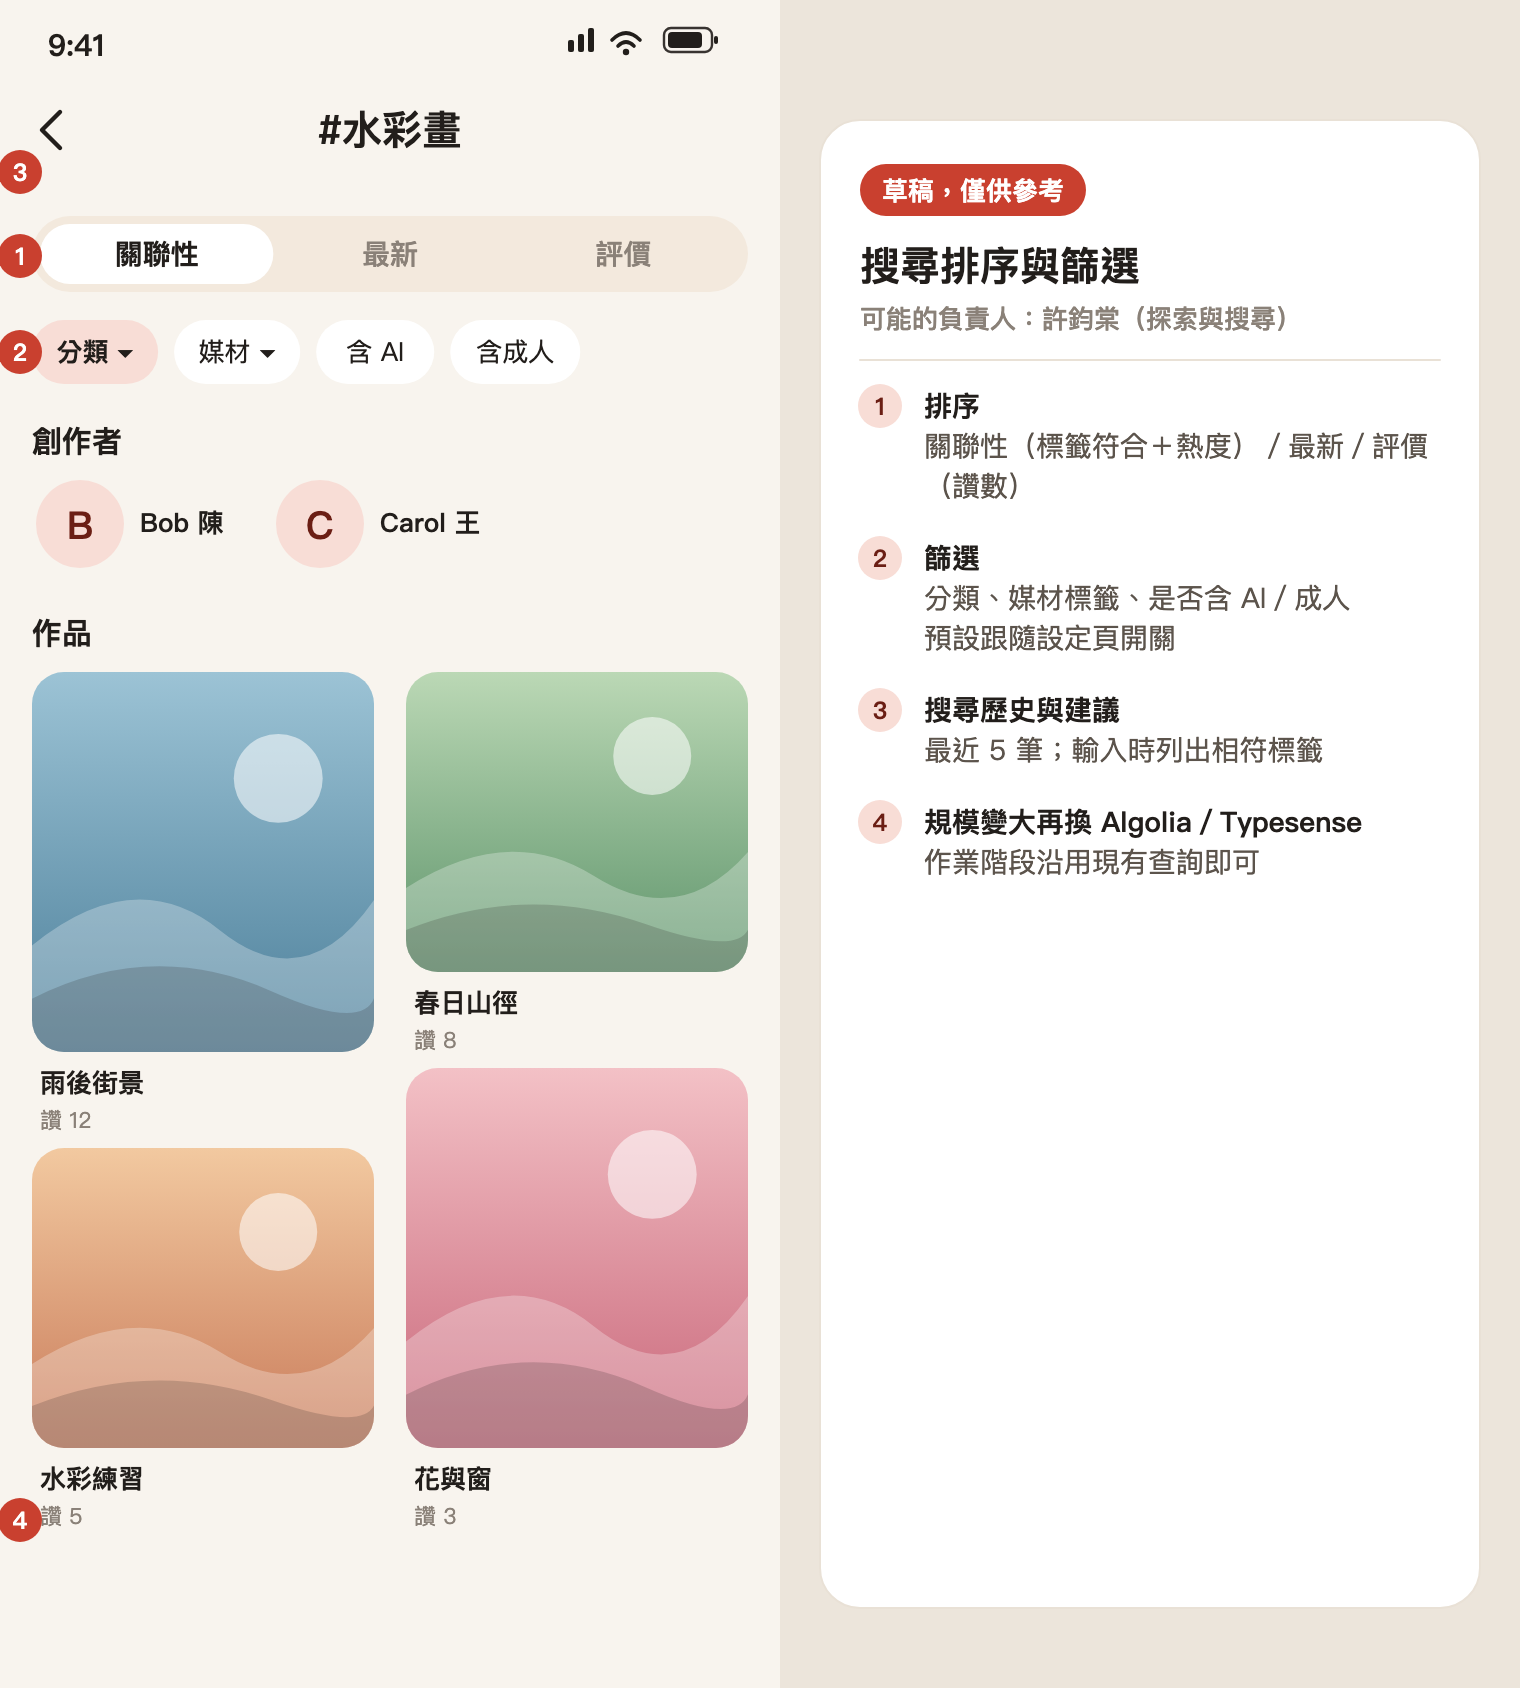 9:41
#水彩畫
3
1
關聯性
最新
評價
2
分類
媒材
含 AI
含成人
創作者
B
Bob 陳
C
Carol 王
作品
雨後街景
讚 12
春日山徑
讚 8
水彩練習
4
讚 5
花與窗
讚 3
草稿，僅供參考
搜尋排序與篩選
可能的負責人：許鈞棠（探索與搜尋）
1
排序
關聯性（標籤符合＋熱度） / 最新 / 評價
（讚數）
2
篩選
分類、媒材標籤、是否含 AI / 成人
預設跟隨設定頁開關
3
搜尋歷史與建議
最近 5 筆；輸入時列出相符標籤
4
規模變大再換 Algolia / Typesense
作業階段沿用現有查詢即可